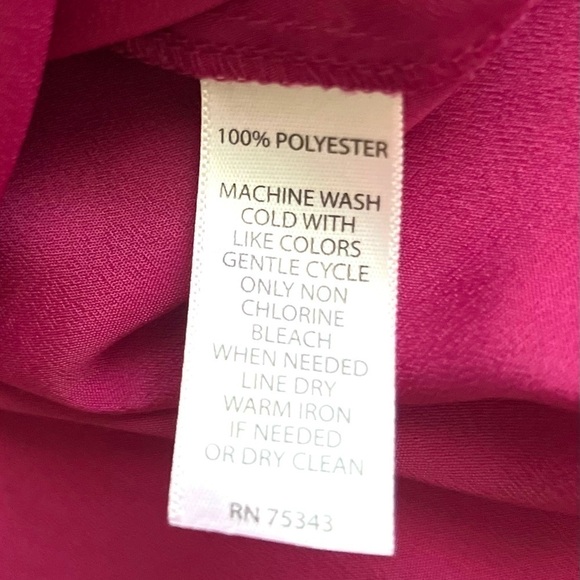 100% POLYESTER
MACHINE WASH
COLD WITH
LIKE COLORS
GENTLE CYCLE
ONLY NON
CHLORINE
BLEACH
WHEN NEEDED
LINE DRY
WARM IRON
IF NEEDED
OR DRY CLEAN
RN 75343